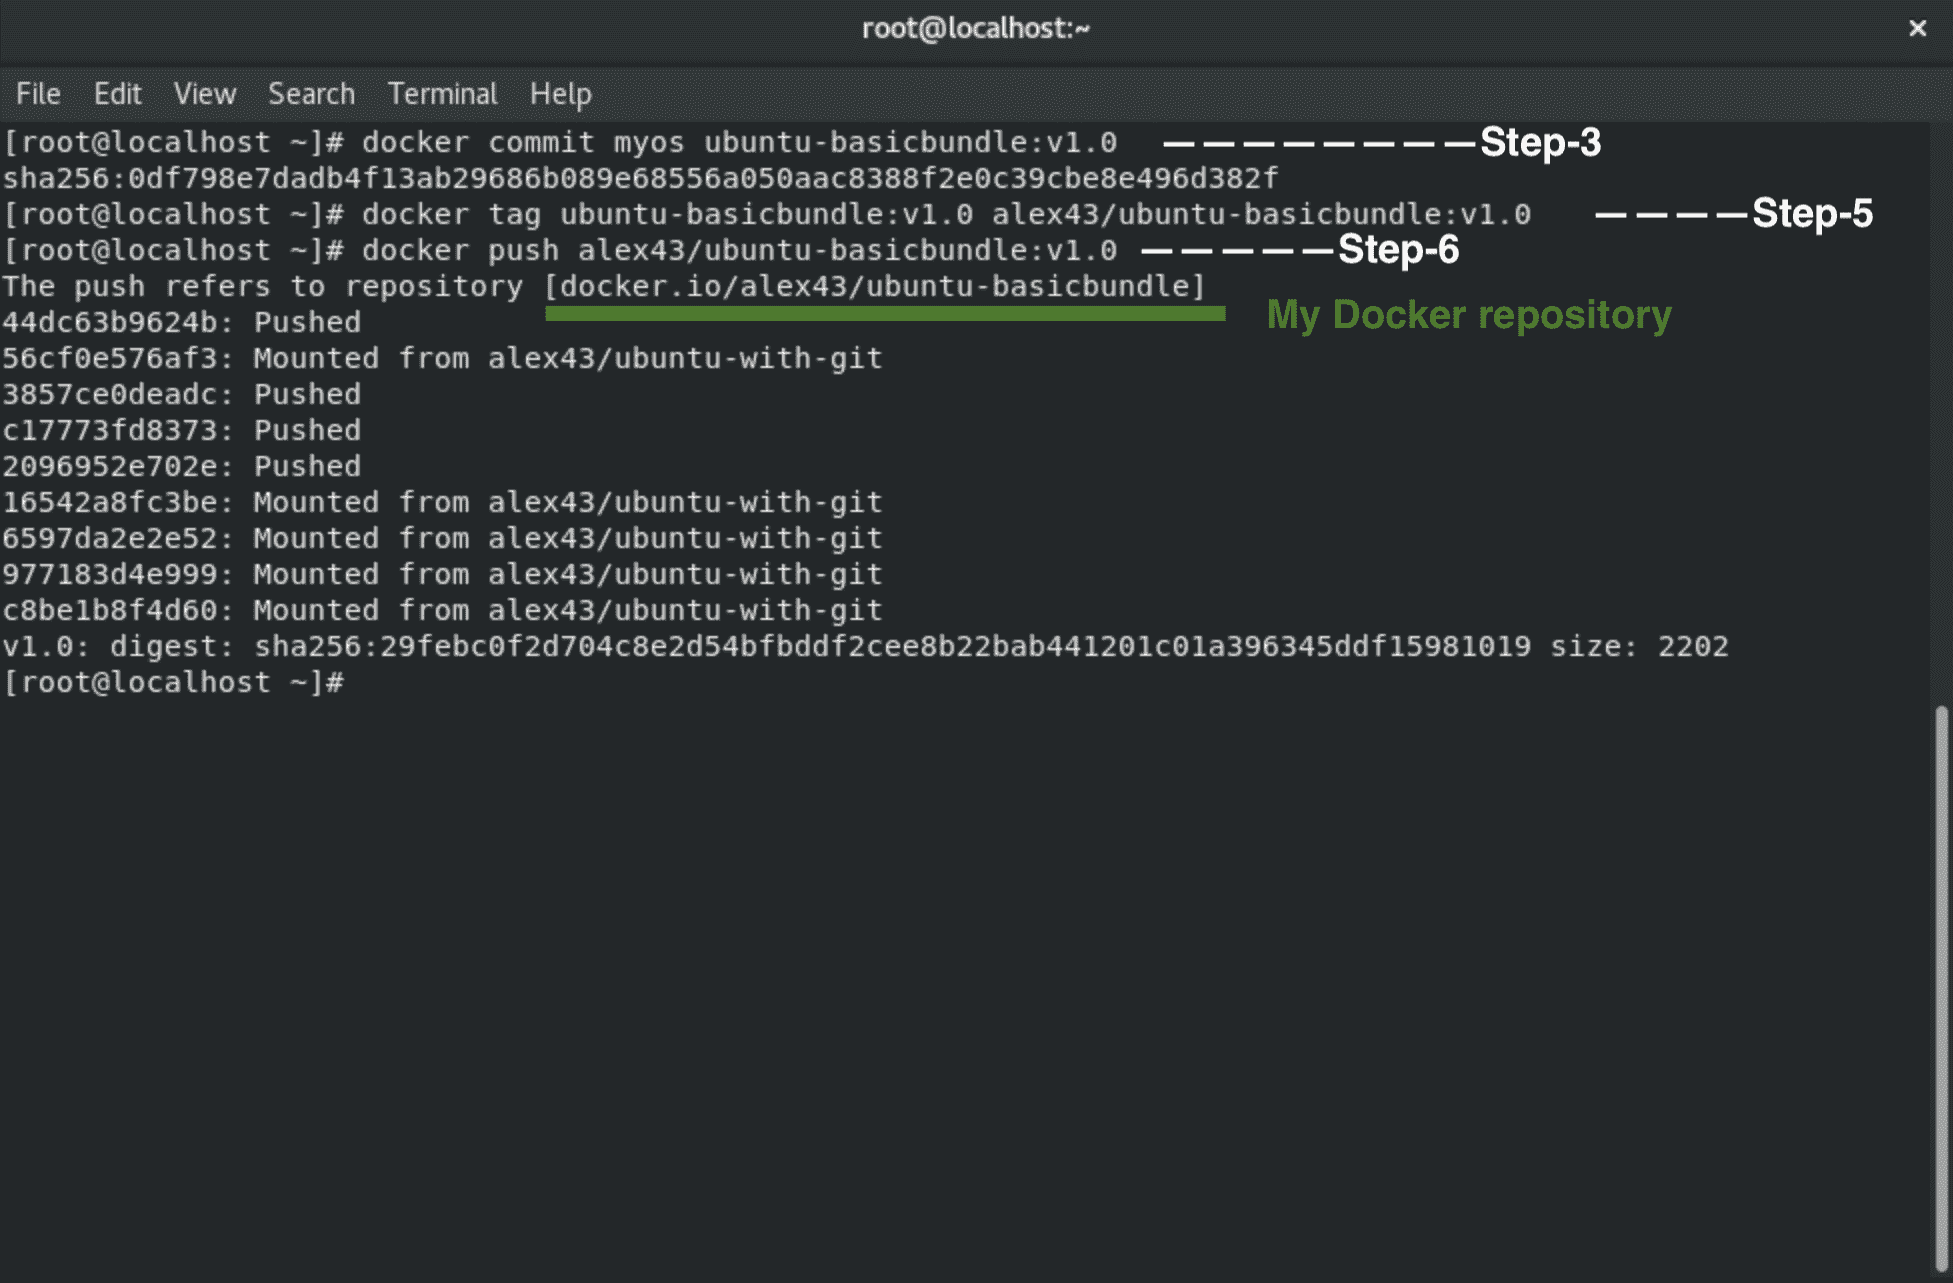 root@localhost:~ ×
File Edit View Search Terminal Help
[root@localhost ~]# docker commit myos ubuntu-basicbundle:v1.0 ————————Step-3
sha256:0df798e7dadb4f13ab29686b089e68556a050aac8388f2e0c39cbe8e496d382f
[root@localhost ~]# docker tag ubuntu-basicbundle:v1.0 alex43/ubuntu-basicbundle:v1.0 ————Step-5
[root@localhost ~]# docker push alex43/ubuntu-basicbundle:v1.0 —————Step-6
The push refers to repository [docker.io/alex43/ubuntu-basicbundle]
My Docker repository
44dc63b9624b: Pushed
56cf0e576af3: Mounted from alex43/ubuntu-with-git
3857ce0deadc: Pushed
c17773fd8373: Pushed
2096952e702e: Pushed
16542a8fc3be: Mounted from alex43/ubuntu-with-git
6597da2e2e52: Mounted from alex43/ubuntu-with-git
977183d4e999: Mounted from alex43/ubuntu-with-git
c8be1b8f4d60: Mounted from alex43/ubuntu-with-git
v1.0: digest: sha256:29febc0f2d704c8e2d54bfbddf2cee8b22bab441201c01a396345ddf15981019 size: 2202
[root@localhost ~]#